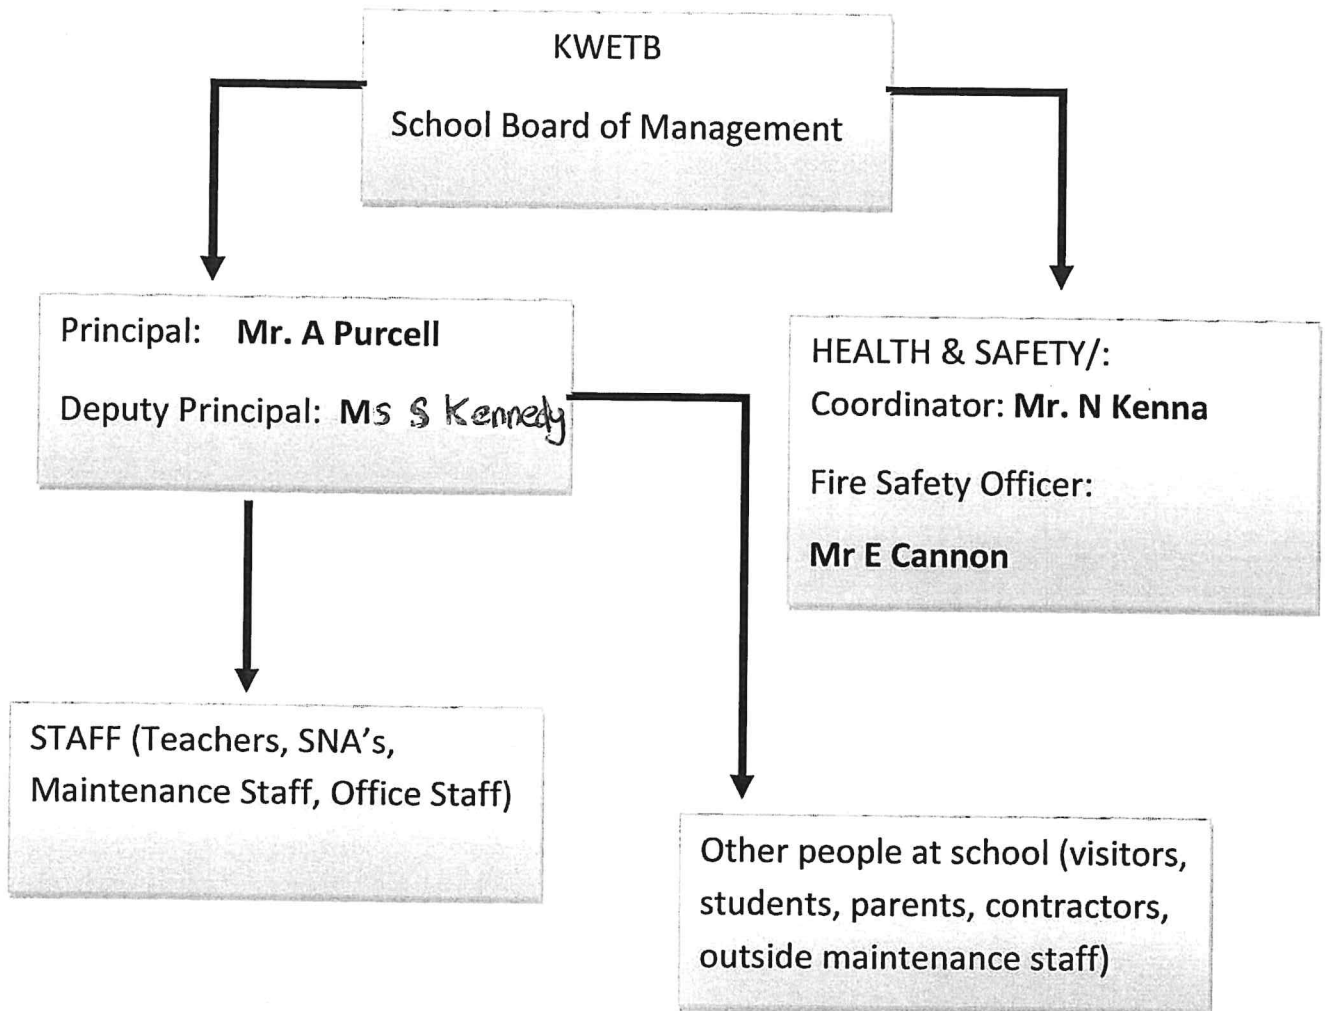 KWETB
School Board of Management
Principal: Mr. A Purcell
Deputy Principal: Ms S Kennedy
HEALTH & SAFETY/:
Coordinator: Mr. N Kenna
Fire Safety Officer:
Mr E Cannon
STAFF (Teachers, SNA's,
Maintenance Staff, Office Staff)
Other people at school (visitors,
students, parents, contractors,
outside maintenance staff)